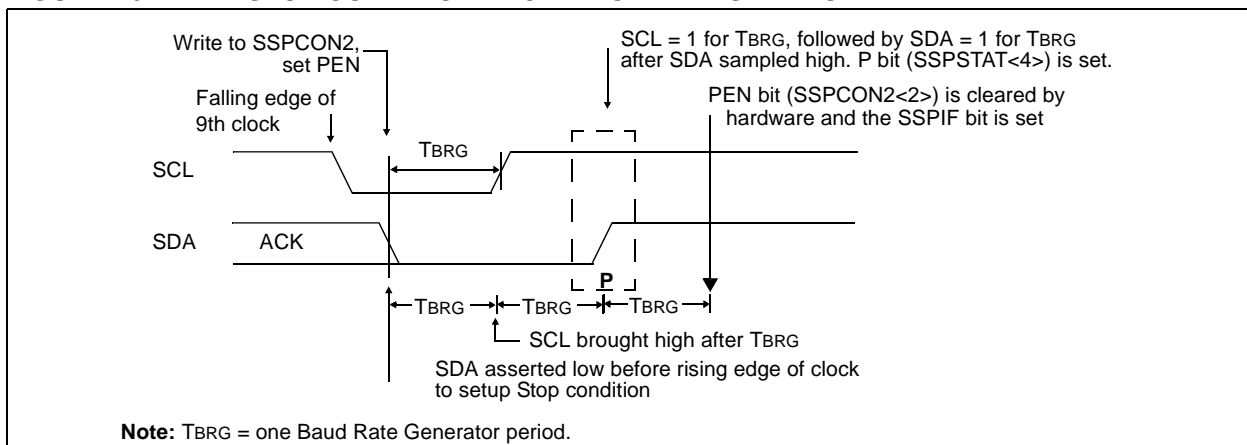 Write to SSPCON2,
set PEN
SCL = 1 for TBRG, followed by SDA = 1 for TBRG
after SDA sampled high. P bit (SSPSTAT<4>) is set.
Falling edge of
9th clock
PEN bit (SSPCON2<2>) is cleared by
hardware and the SSPIF bit is set
TBRG
SCL
SDA
ACK
P
TBRG
TBRG
TBRG
SCL brought high after TBRG
SDA asserted low before rising edge of clock
to setup Stop condition
Note: TBRG = one Baud Rate Generator period.